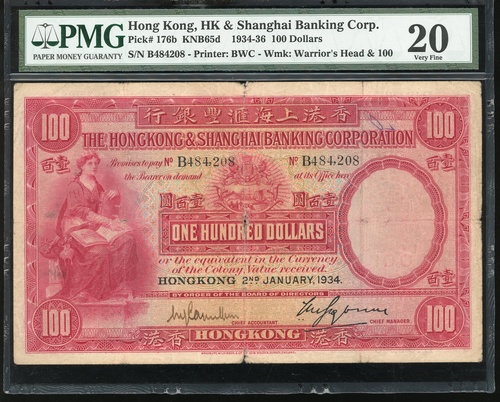 PMG
PAPER MONEY GUARANTY
Hong Kong, HK & Shanghai Banking Corp.
Pick# 176b KNB65d 1934-36 100 Dollars
S/N B484208 - Printer: BWC - Wmk: Warrior's Head & 100
20
Very Fine
100
行銀豐滙海上港香
100
THE HONGKONG & SHANGHAI BANKING CORPORATION
Promises to pay Nº B484208 Nº B484208
the Bearer on demand at its Office here
壹百
壹百
圓百壹
圓百壹
ONE HUNDRED DOLLARS
or the equivalent in the Currency
of the Colony, Value received.
HONGKONG 2ND JANUARY, 1934.
BY ORDER OF THE BOARD OF DIRECTORS
CHIEF ACCOUNTANT
CHIEF MANAGER
100
港香
HONGKONG
港香
100